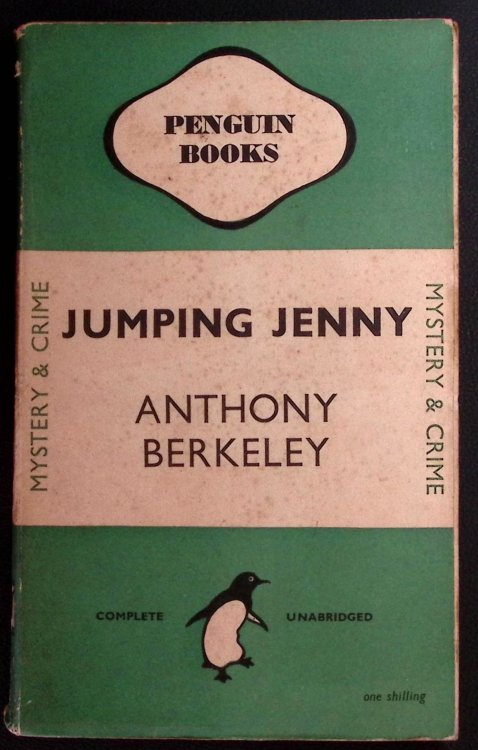 PENGUIN
BOOKS
MYSTERY & CRIME
JUMPING JENNY
ANTHONY
BERKELEY
MYSTERY & CRIME
COMPLETE UNABRIDGED
one shilling